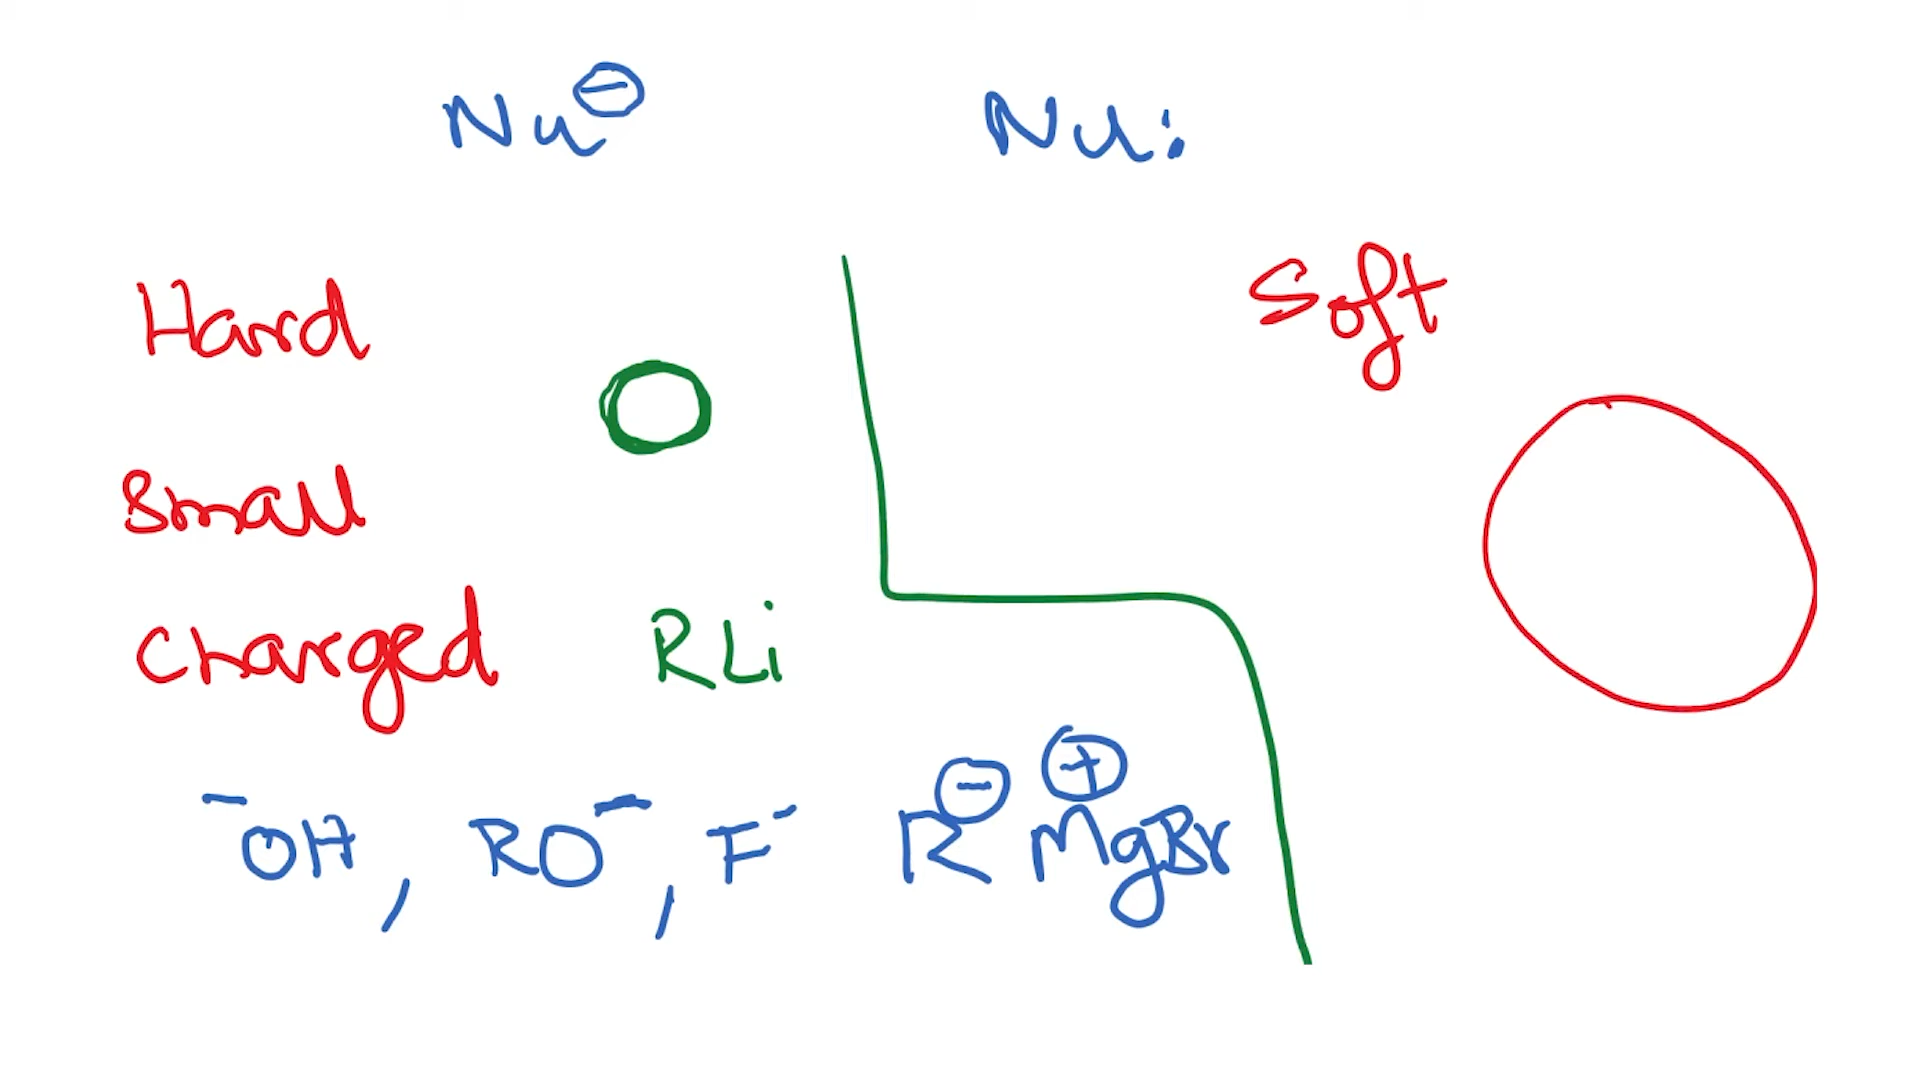 Nu⊖ Nu:
Hard Soft
Small
Charged RLi
⁻OH, RO⁻, F⁻ R⊖ ⊕MgBr